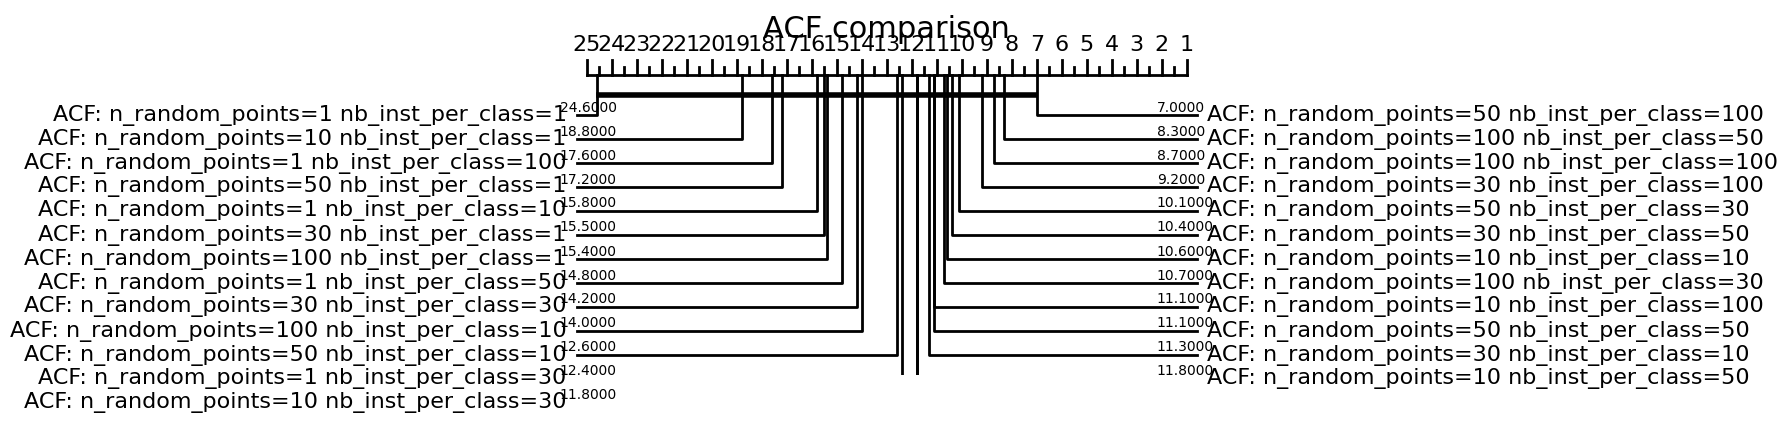 ACF comparison
25 24 23 22 21 20 19 18 17 16 15 14 13 12 11 10 9 8 7 6 5 4 3 2 1
ACF: n_random_points=1 nb_inst_per_class=1 24.6000 7.0000 ACF: n_random_points=50 nb_inst_per_class=100
ACF: n_random_points=10 nb_inst_per_class=1 18.8000 8.3000 ACF: n_random_points=100 nb_inst_per_class=50
ACF: n_random_points=1 nb_inst_per_class=100 17.6000 8.7000 ACF: n_random_points=100 nb_inst_per_class=100
ACF: n_random_points=50 nb_inst_per_class=1 17.2000 9.2000 ACF: n_random_points=30 nb_inst_per_class=100
ACF: n_random_points=1 nb_inst_per_class=10 15.8000 10.1000 ACF: n_random_points=50 nb_inst_per_class=30
ACF: n_random_points=30 nb_inst_per_class=1 15.5000 10.4000 ACF: n_random_points=30 nb_inst_per_class=50
ACF: n_random_points=100 nb_inst_per_class=1 15.4000 10.6000 ACF: n_random_points=10 nb_inst_per_class=10
ACF: n_random_points=1 nb_inst_per_class=50 14.8000 10.7000 ACF: n_random_points=100 nb_inst_per_class=30
ACF: n_random_points=30 nb_inst_per_class=30 14.2000 11.1000 ACF: n_random_points=10 nb_inst_per_class=100
ACF: n_random_points=100 nb_inst_per_class=10 14.0000 11.1000 ACF: n_random_points=50 nb_inst_per_class=50
ACF: n_random_points=50 nb_inst_per_class=10 12.6000 11.3000 ACF: n_random_points=30 nb_inst_per_class=10
ACF: n_random_points=1 nb_inst_per_class=30 12.4000 11.8000 ACF: n_random_points=10 nb_inst_per_class=50
ACF: n_random_points=10 nb_inst_per_class=30 11.8000